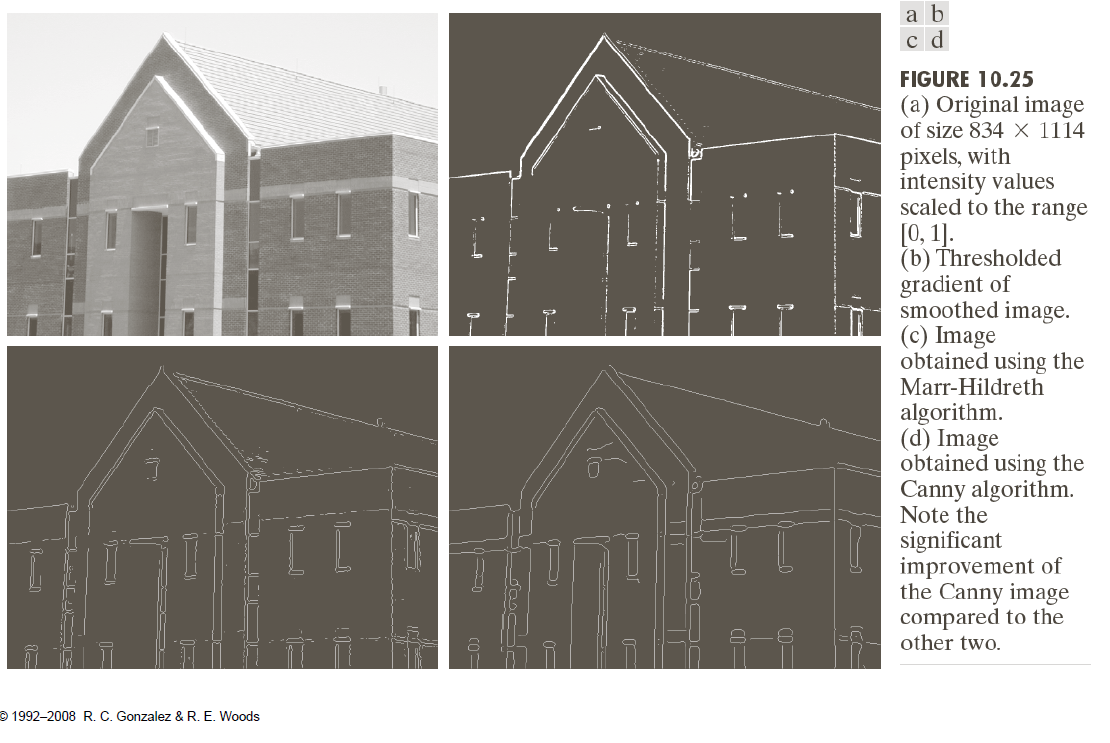 a b
c d
FIGURE 10.25
(a) Original image
of size 834 × 1114
pixels, with
intensity values
scaled to the range
[0, 1].
(b) Thresholded
gradient of
smoothed image.
(c) Image
obtained using the
Marr-Hildreth
algorithm.
(d) Image
obtained using the
Canny algorithm.
Note the
significant
improvement of
the Canny image
compared to the
other two.
© 1992–2008 R. C. Gonzalez & R. E. Woods